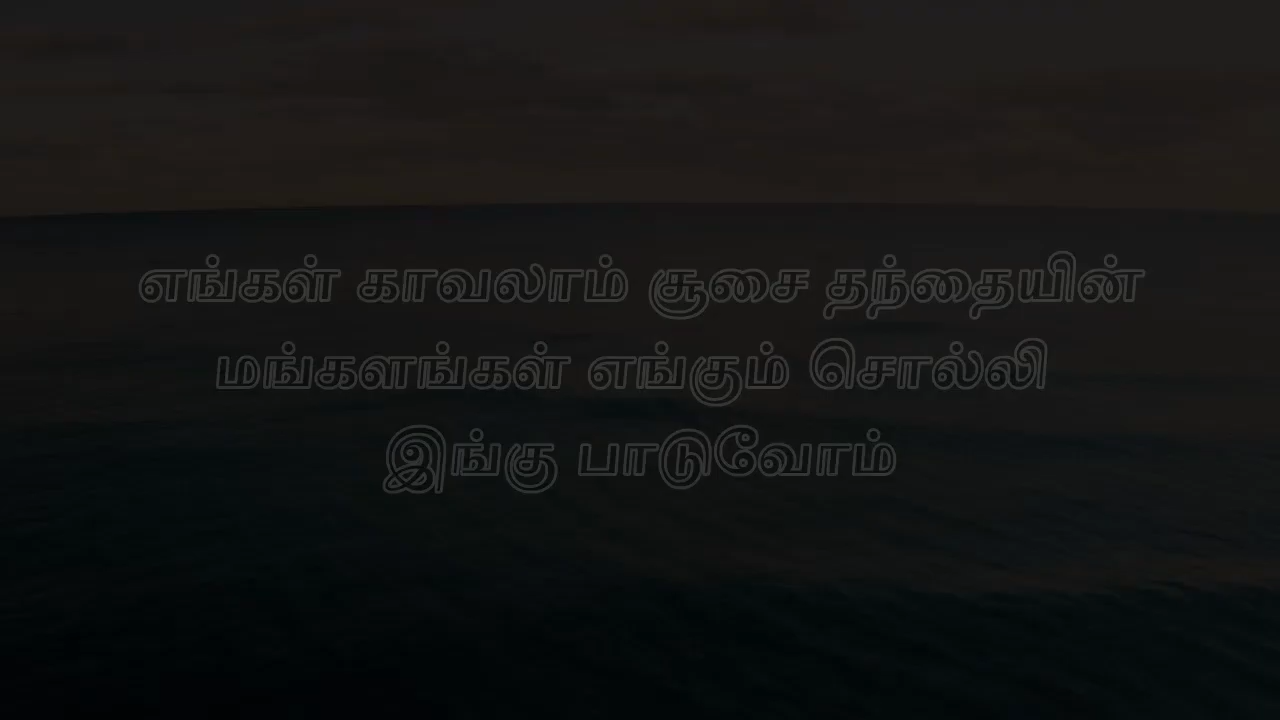 எங்கள் காவலாம் சூசை தந்தையின்
மங்களங்கள் எங்கும் சொல்லி
இங்கு பாடுவோம்